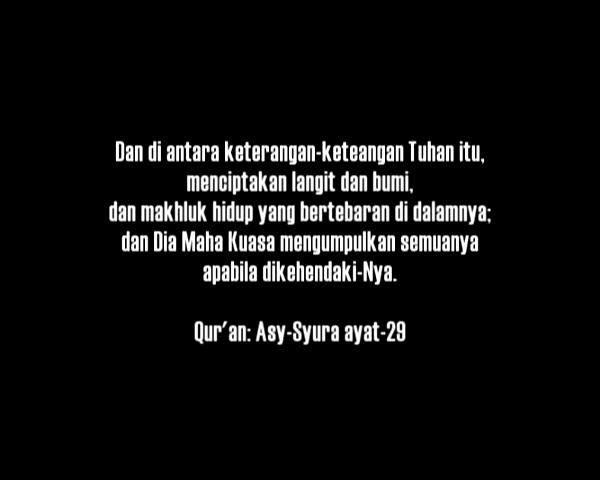 Dan di antara keterangan-keteangan Tuhan itu,
menciptakan langit dan bumi,
dan makhluk hidup yang bertebaran di dalamnya;
dan Dia Maha Kuasa mengumpulkan semuanya
apabila dikehendaki-Nya.
Qur'an: Asy-Syura ayat-29